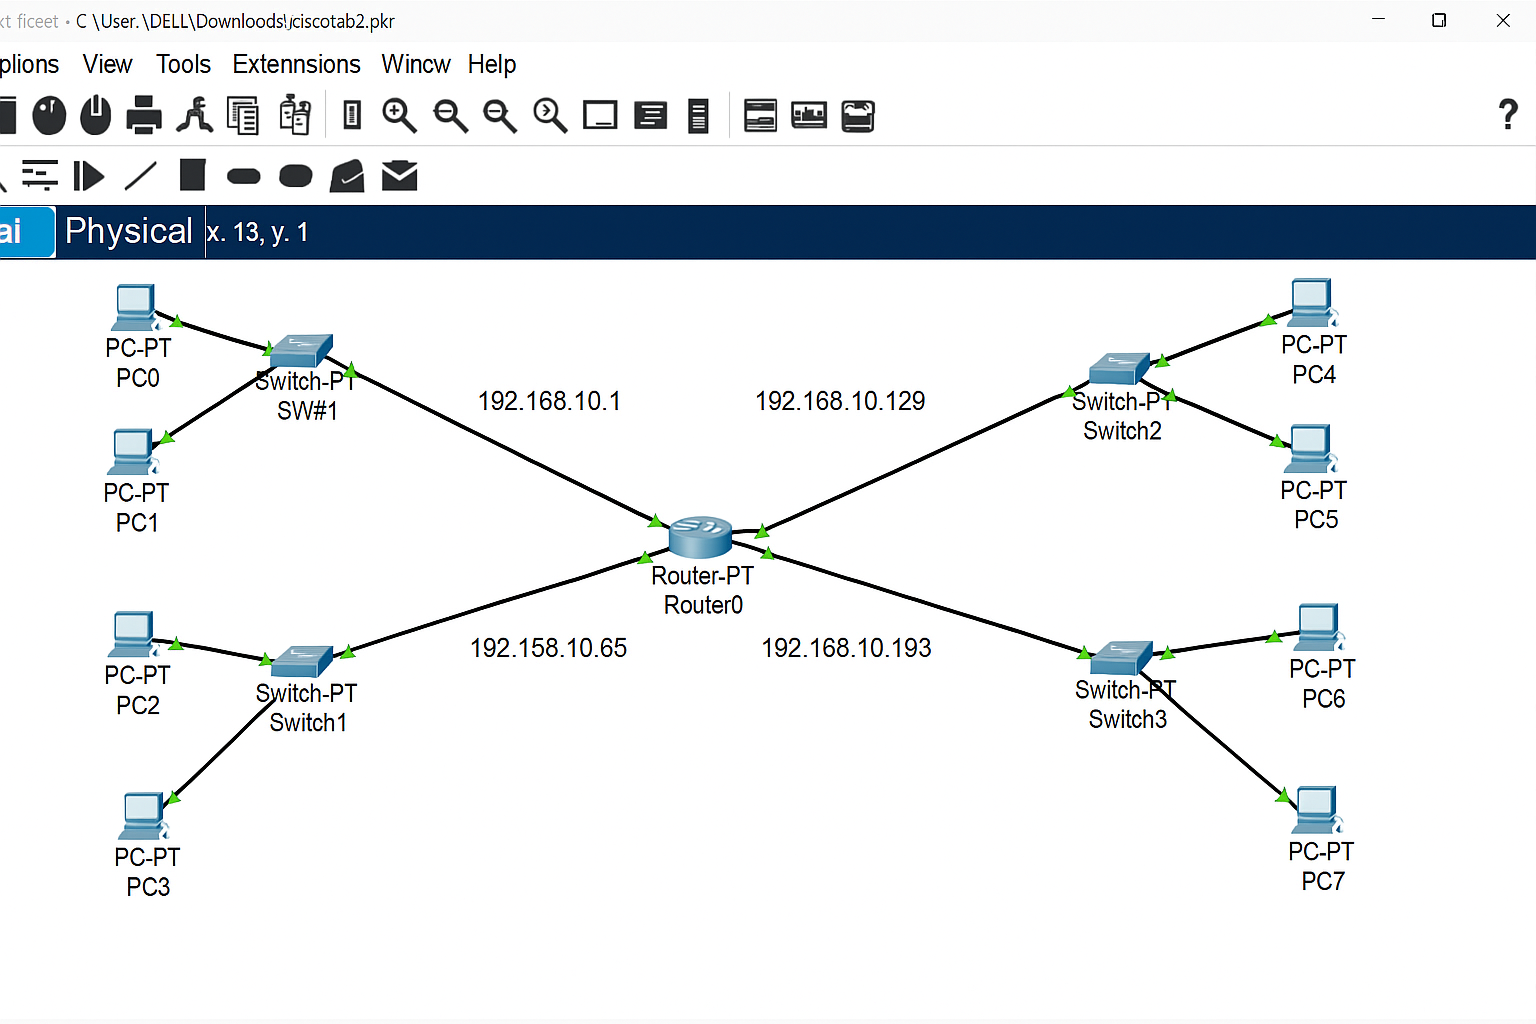 xt ficeet • C \User.\DELL\Downloods\ciscotab2.pkr
plions View Tools Extennsions Wincw Help
?
ai Physical x. 13, y. 1
PC-PT
PC0
Switch-PT
SW#1
PC-PT
PC1
192.168.10.1
192.168.10.129
Switch-PT
Switch2
PC-PT
PC4
PC-PT
PC5
Router-PT
Router0
PC-PT
PC2
Switch-PT
Switch1
PC-PT
PC3
192.158.10.65
192.168.10.193
Switch-PT
Switch3
PC-PT
PC6
PC-PT
PC7